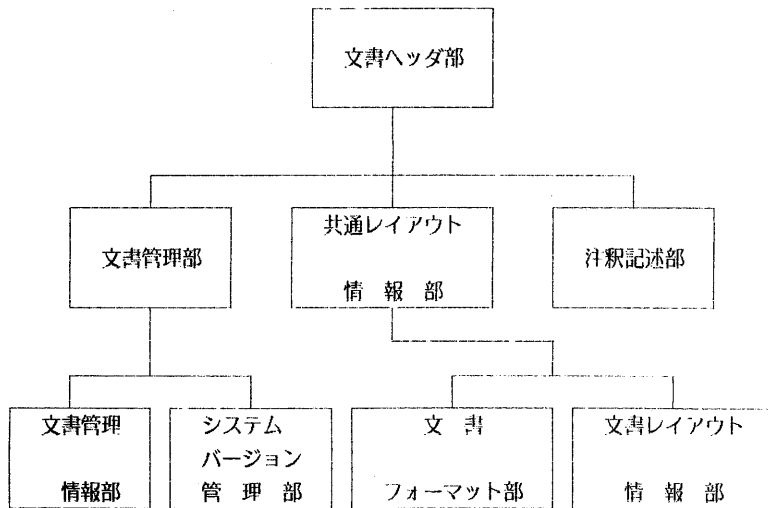 文書ヘッダ部
文書管理部
共通レイアウト
情 報 部
注釈記述部
文書管理
情報部
システム
バージョン
管 理 部
文 書
フォーマット部
文書レイアウト
情 報 部